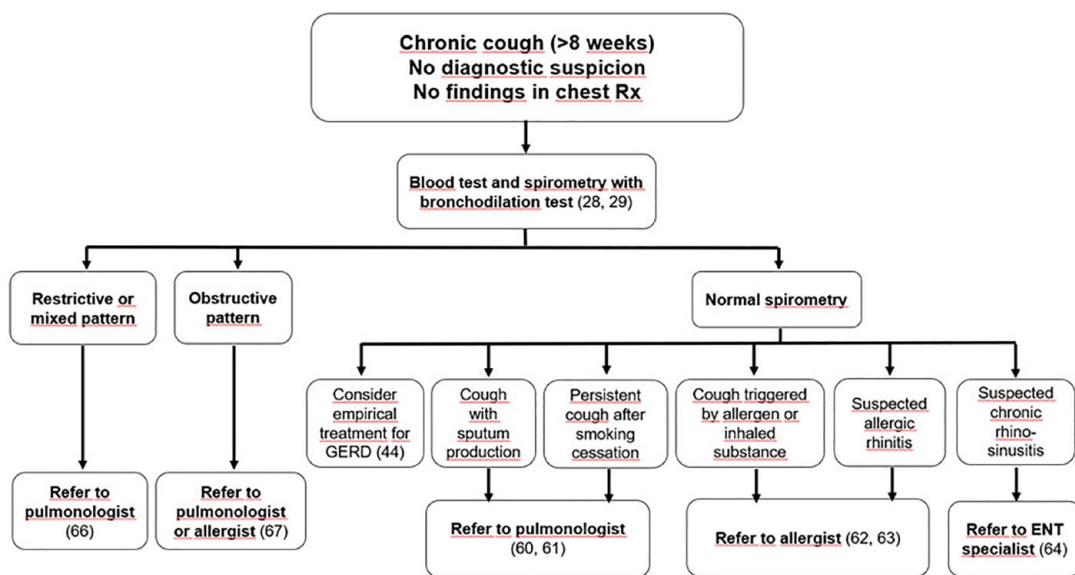 Chronic cough (>8 weeks)
No diagnostic suspicion
No findings in chest Rx
Blood test and spirometry with
bronchodilation test (28, 29)
Restrictive or
mixed pattern
Obstructive
pattern
Normal spirometry
Consider
empirical
treatment for
GERD (44)
Cough
with
sputum
production
Persistent
cough after
smoking
cessation
Cough triggered
by allergen or
inhaled
substance
Suspected
allergic
rhinitis
Suspected
chronic
rhino-
sinusitis
Refer to
pulmonologist
(66)
Refer to
pulmonologist
or allergist (67)
Refer to pulmonologist
(60, 61)
Refer to allergist (62, 63)
Refer to ENT
specialist (64)